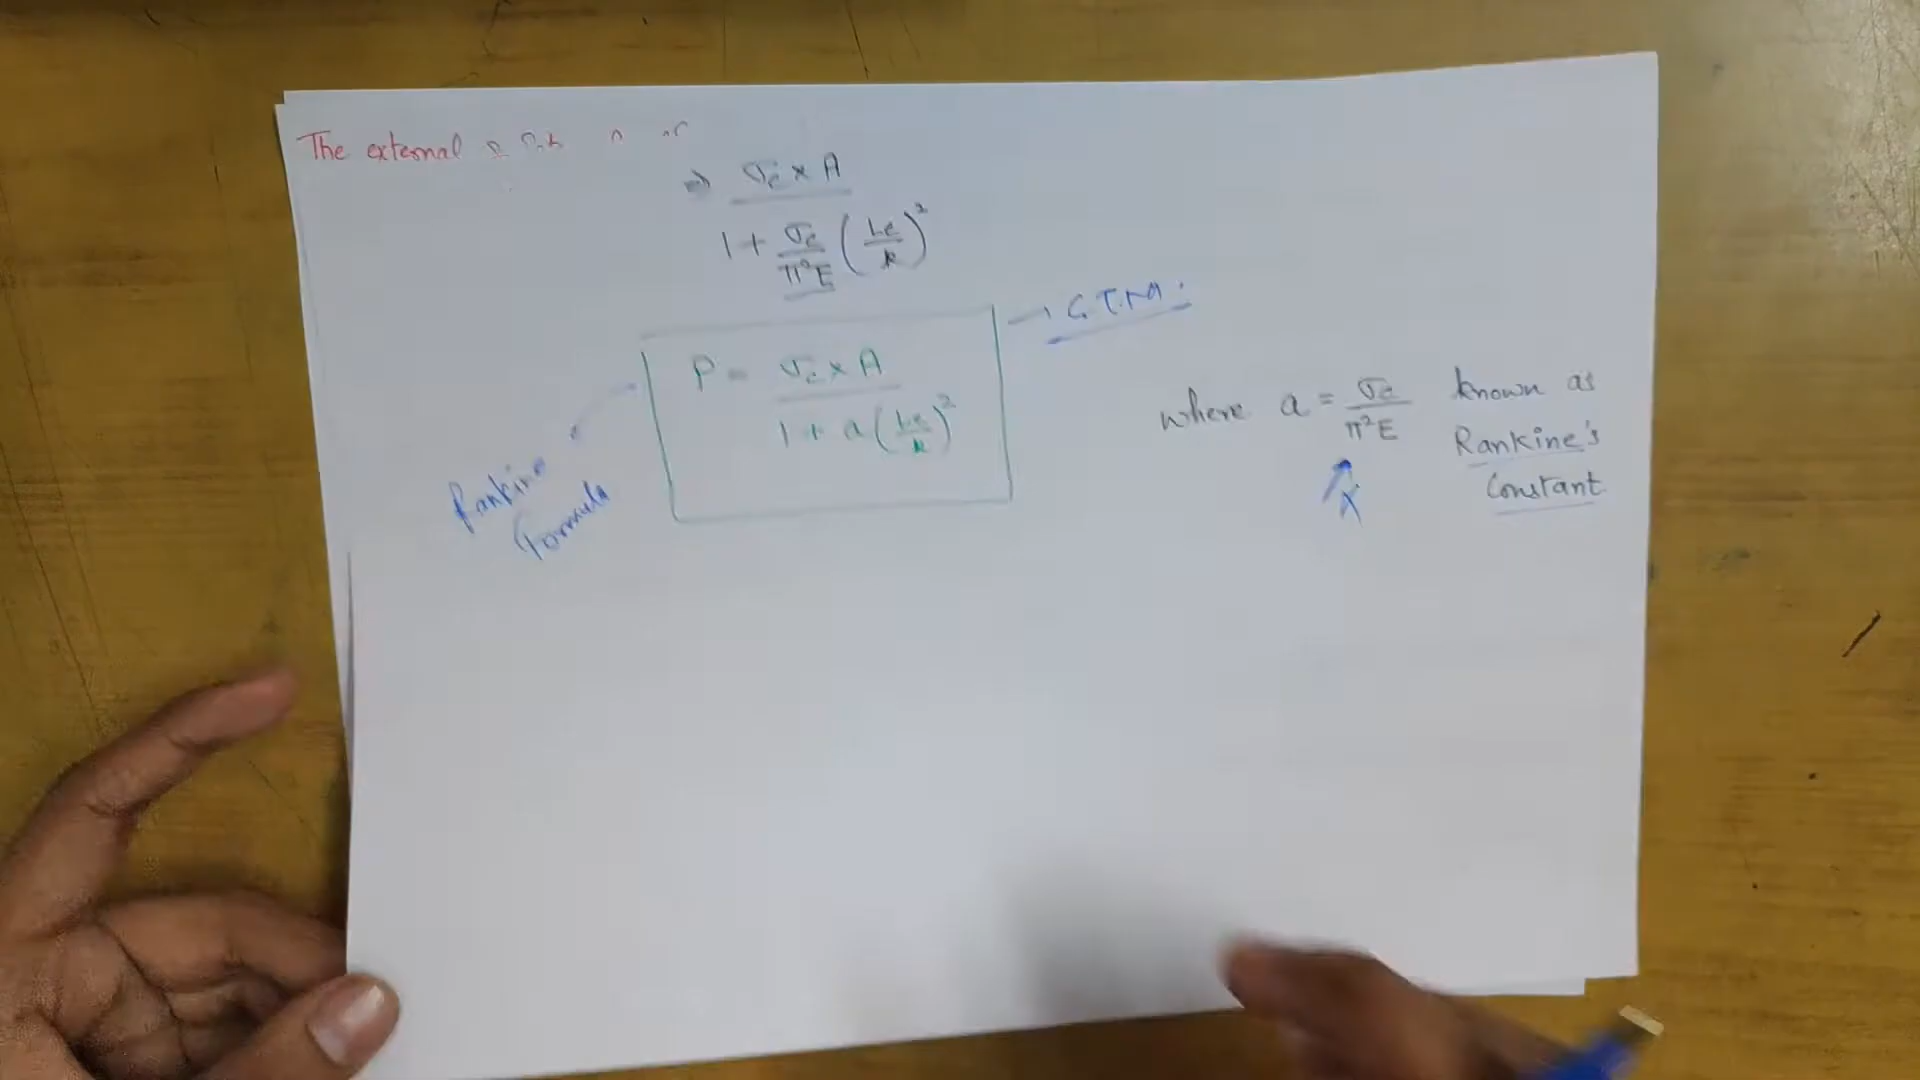 The external
⇒ σc × A
1 + σc/π²E (Le/k)²
P = σc × A
1 + a (Le/k)²
Rankine
Formula
where a = σc/π²E known as
Rankine's
Constant